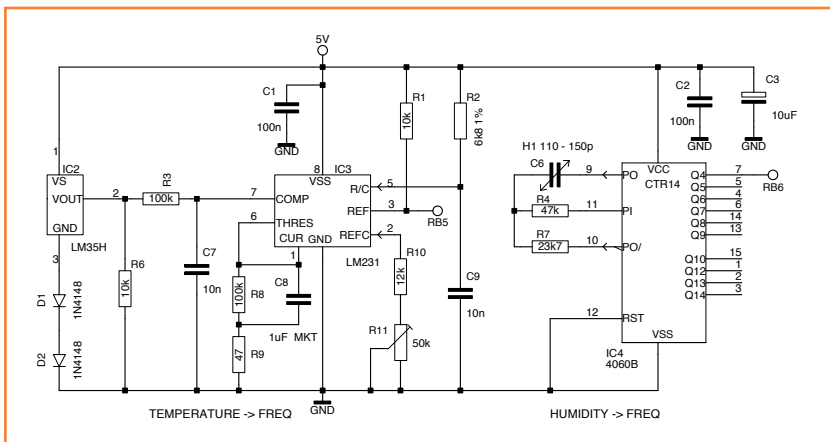 5V
C1
100n
GND
R1
10k
R2
6k8 1%
C2
100n
GND
C3
10uF
GND
1
IC2
VS
VOUT
GND
2
3
LM35H
R3
100k
8
IC3
VSS
7
COMP
R/C
5
6
THRES
REF
3
RB5
CUR
GND
REFC
2
1
LM231
H1 110 - 150p
C6
9
PO
R4
47k
11
PI
R7
23k7
10
PO/
12
RST
VCC
CTR14
VSS
Q4
7
Q5
5
Q6
4
Q7
6
Q8
14
Q9
13
Q10
15
Q12
1
Q13
2
Q14
3
RB6
IC4
4060B
R6
10k
C7
10n
R8
100k
C8
1uF MKT
R9
47
R10
12k
R11
50k
C9
10n
D1
1N4148
D2
1N4148
GND
TEMPERATURE -> FREQ
HUMIDITY -> FREQ